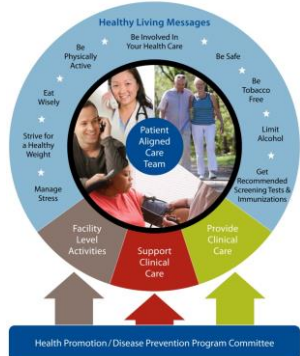 Healthy Living Messages
Be Involved In
Your Health Care
Be
Physically
Active
Be Safe
Eat
Wisely
Be
Tobacco
Free
Strive for
a Healthy
Weight
Limit
Alcohol
Manage
Stress
Get
Recommended
Screening Tests &
Immunizations
Patient
Aligned
Care
Team
Facility
Level
Activities
Support
Clinical
Care
Provide
Clinical
Care
Health Promotion/Disease Prevention Program Committee